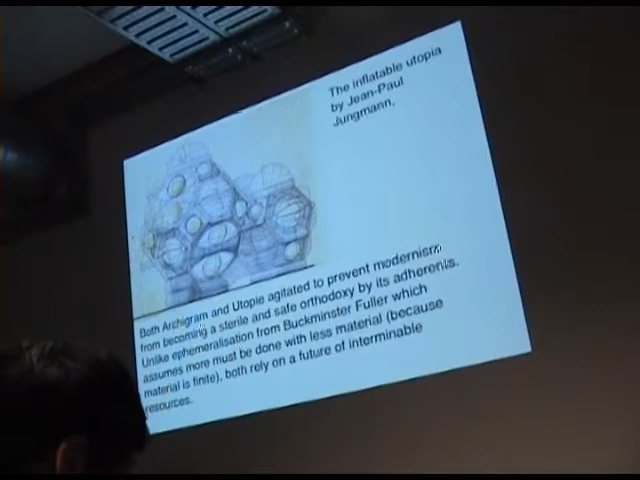 The inflatable utopia
by Jean-Paul
Jungmann.
Both Archigram and Utopie agitated to prevent modernism
from becoming a sterile and safe orthodoxy by its adherents.
Unlike ephemeralisation from Buckminster Fuller which
assumes more must be done with less material (because
material is finite), both rely on a future of interminable
resources.